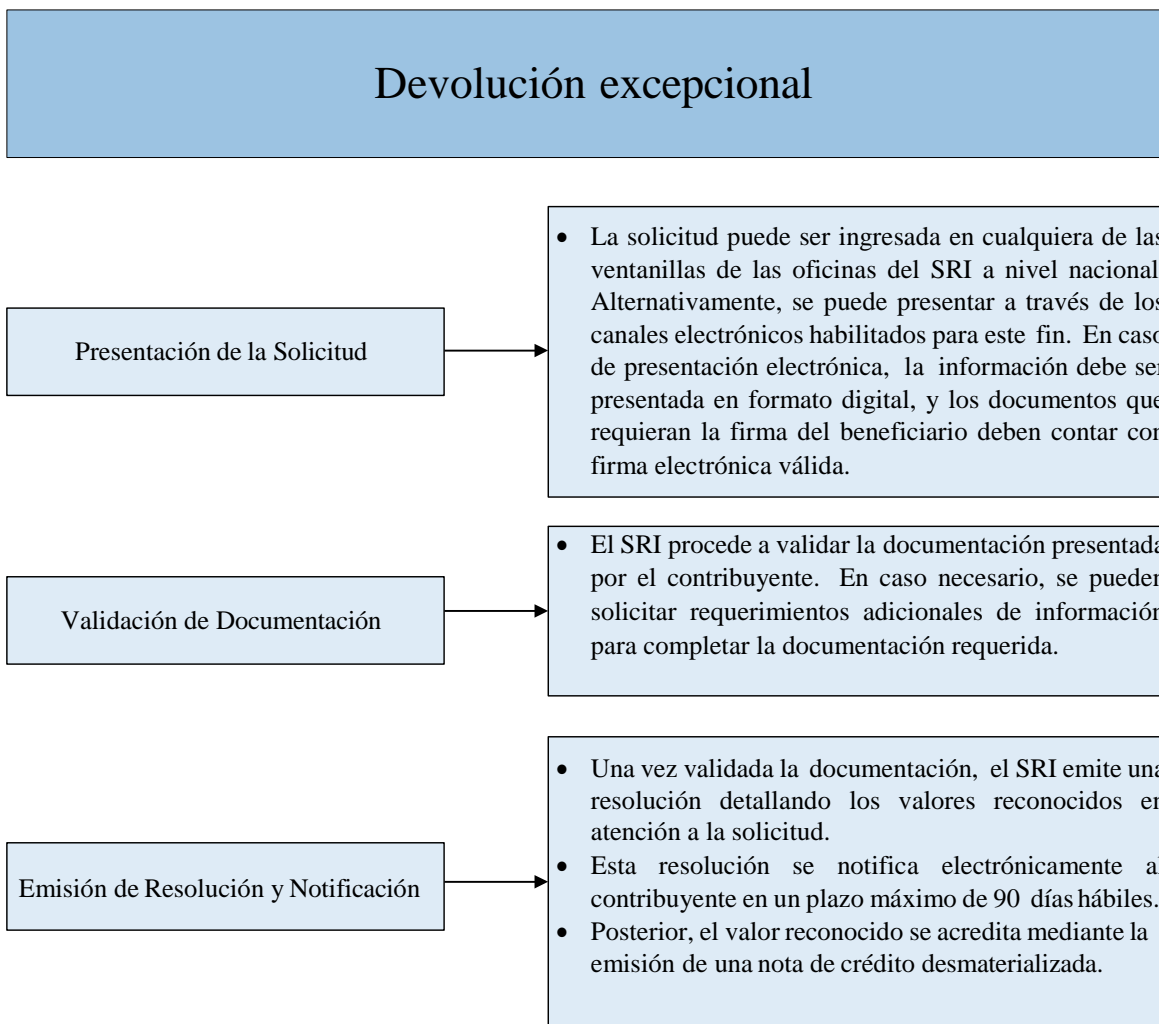 Devolución excepcional
Presentación de la Solicitud
• La solicitud puede ser ingresada en cualquiera de las
ventanillas de las oficinas del SRI a nivel nacional
Alternativamente, se puede presentar a través de los
canales electrónicos habilitados para este fin. En caso
de presentación electrónica, la información debe ser
presentada en formato digital, y los documentos que
requieran la firma del beneficiario deben contar con
firma electrónica válida.
Validación de Documentación
• El SRI procede a validar la documentación presentada
por el contribuyente. En caso necesario, se pueden
solicitar requerimientos adicionales de información
para completar la documentación requerida.
Emisión de Resolución y Notificación
• Una vez validada la documentación, el SRI emite una
resolución detallando los valores reconocidos en
atención a la solicitud.
• Esta resolución se notifica electrónicamente al
contribuyente en un plazo máximo de 90 días hábiles.
• Posterior, el valor reconocido se acredita mediante la
emisión de una nota de crédito desmaterializada.